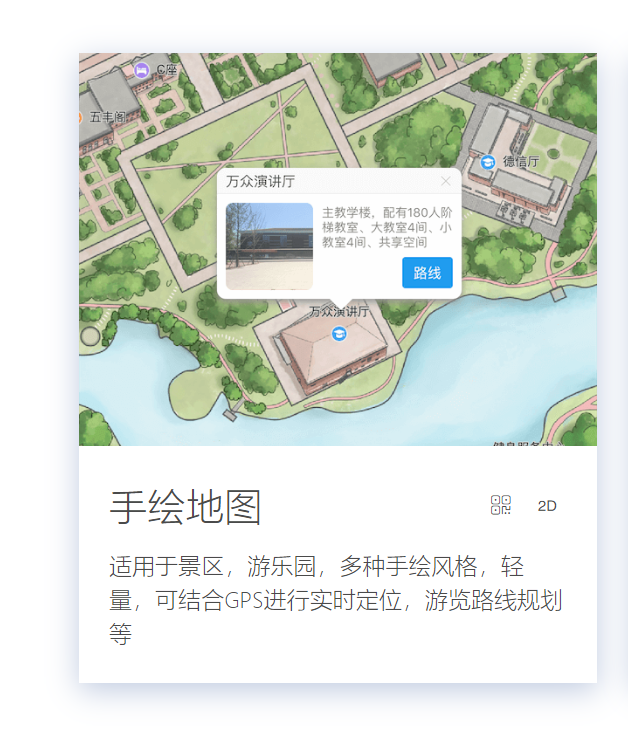 C座
五丰阁
德信厅
万众演讲厅
主教学楼，配有180人阶
梯教室、大教室4间、小
教室4间、共享空间
路线
万众演讲厅
手绘地图
2D
适用于景区，游乐园，多种手绘风格，轻
量，可结合GPS进行实时定位，游览路线规划
等